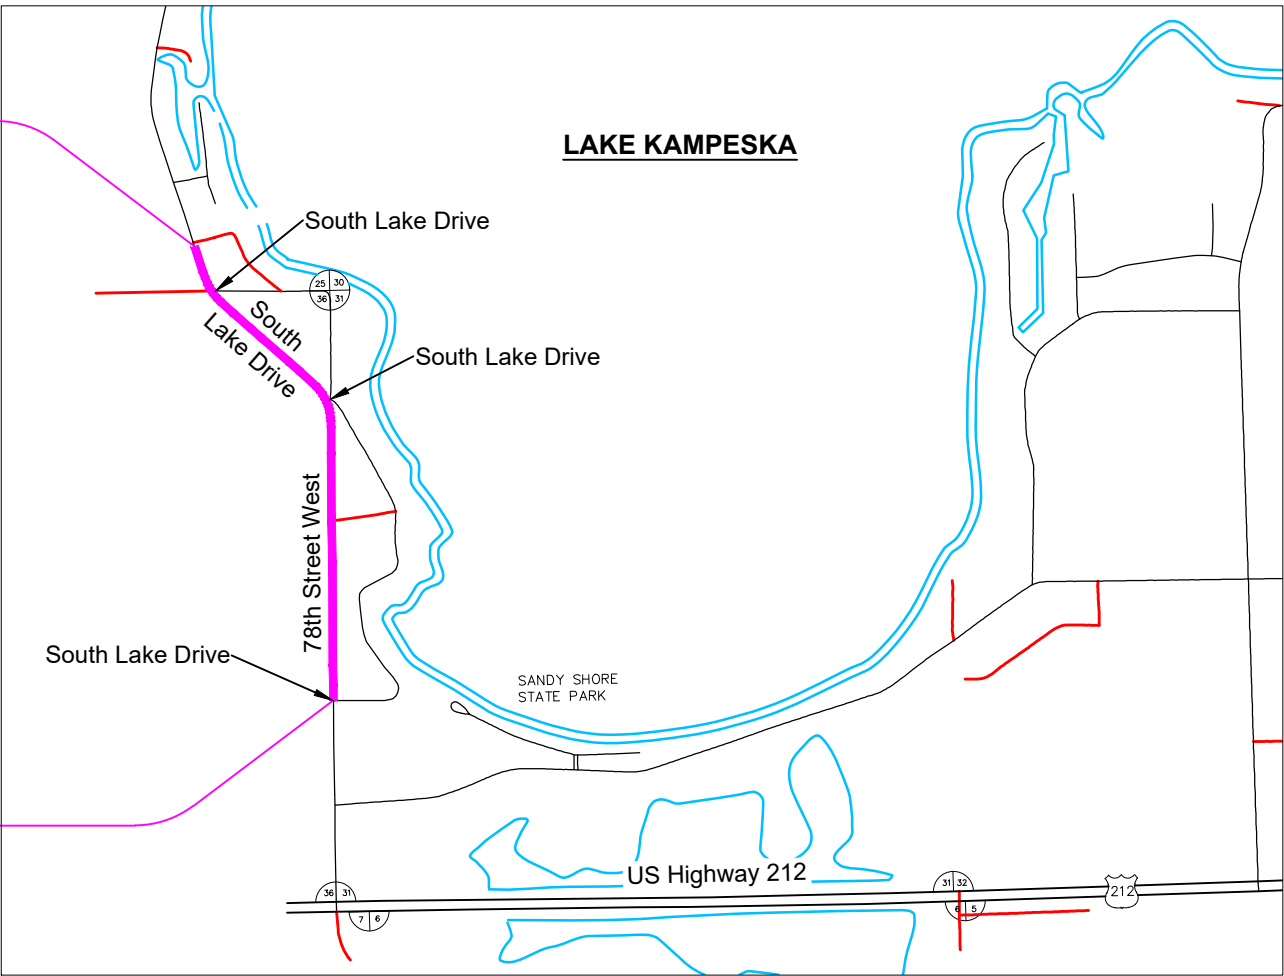 LAKE KAMPESKA
South Lake Drive
25 30
36 31
South
Lake Drive
South Lake Drive
78th Street West
South Lake Drive
SANDY SHORE
STATE PARK
US Highway 212
36 31
7 6
31 32
6 5
212